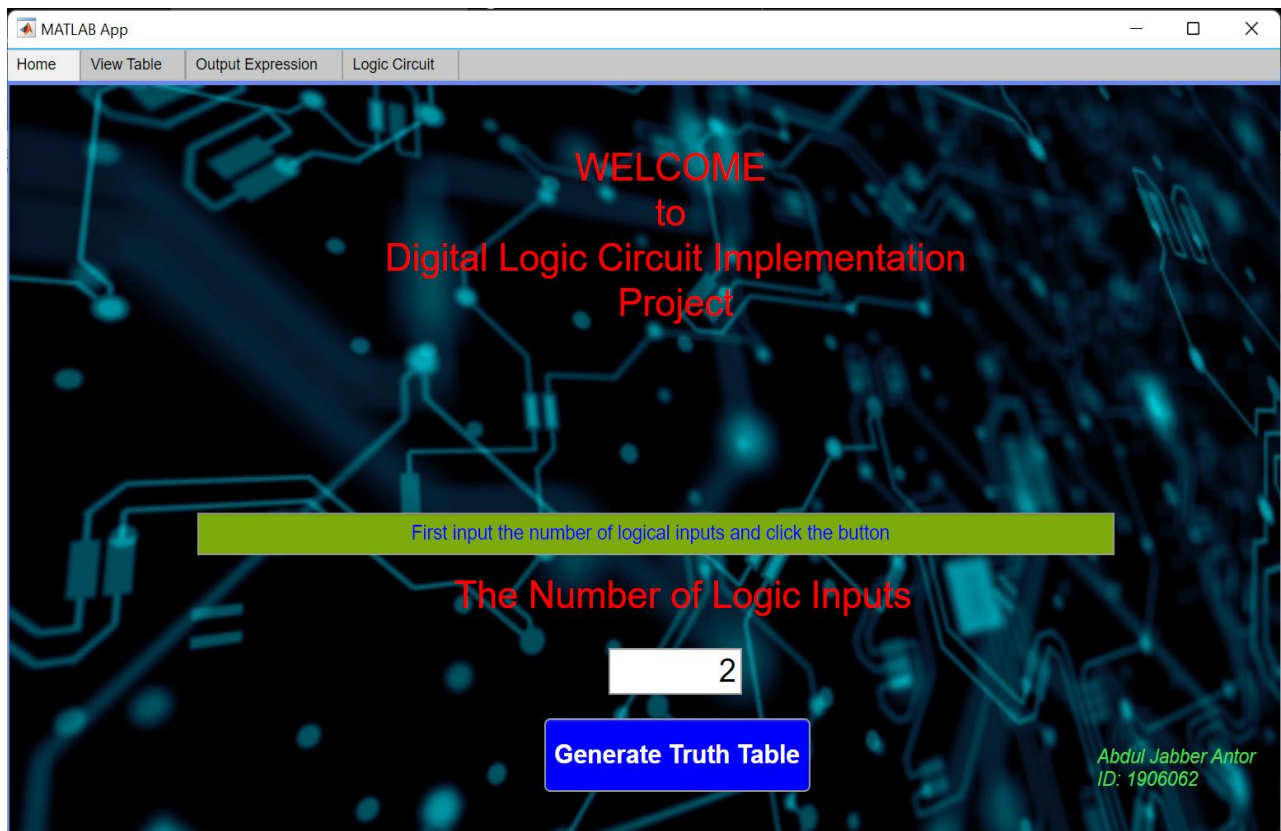 MATLAB App
Home View Table Output Expression Logic Circuit
WELCOME
to
Digital Logic Circuit Implementation
Project
First input the number of logical inputs and click the button
The Number of Logic Inputs
2
Generate Truth Table
Abdul Jabber Antor
ID: 1906062